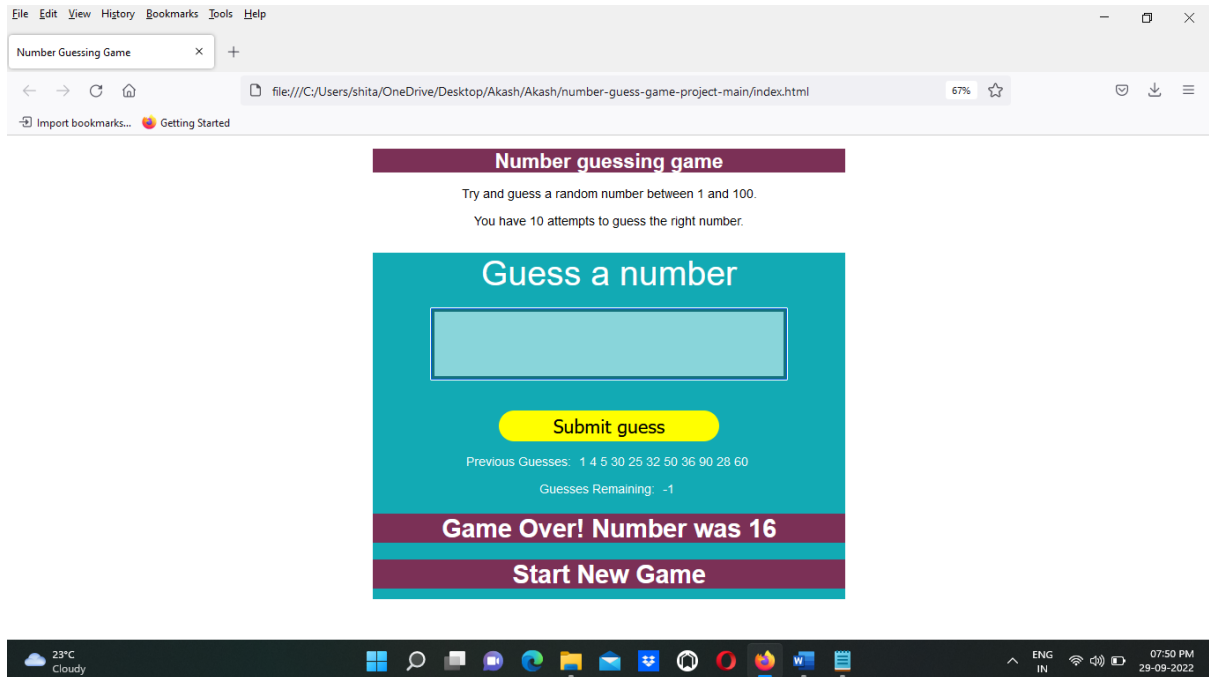 File Edit View History Bookmarks Tools Help
Number Guessing Game
file:///C:/Users/shita/OneDrive/Desktop/Akash/Akash/number-guess-game-project-main/index.html 67%
Import bookmarks... Getting Started
Number guessing game
Try and guess a random number between 1 and 100.
You have 10 attempts to guess the right number.
Guess a number
Submit guess
Previous Guesses: 1 4 5 30 25 32 50 36 90 28 60
Guesses Remaining: -1
Game Over! Number was 16
Start New Game
23°C
Cloudy
ENG
IN
07:50 PM
29-09-2022